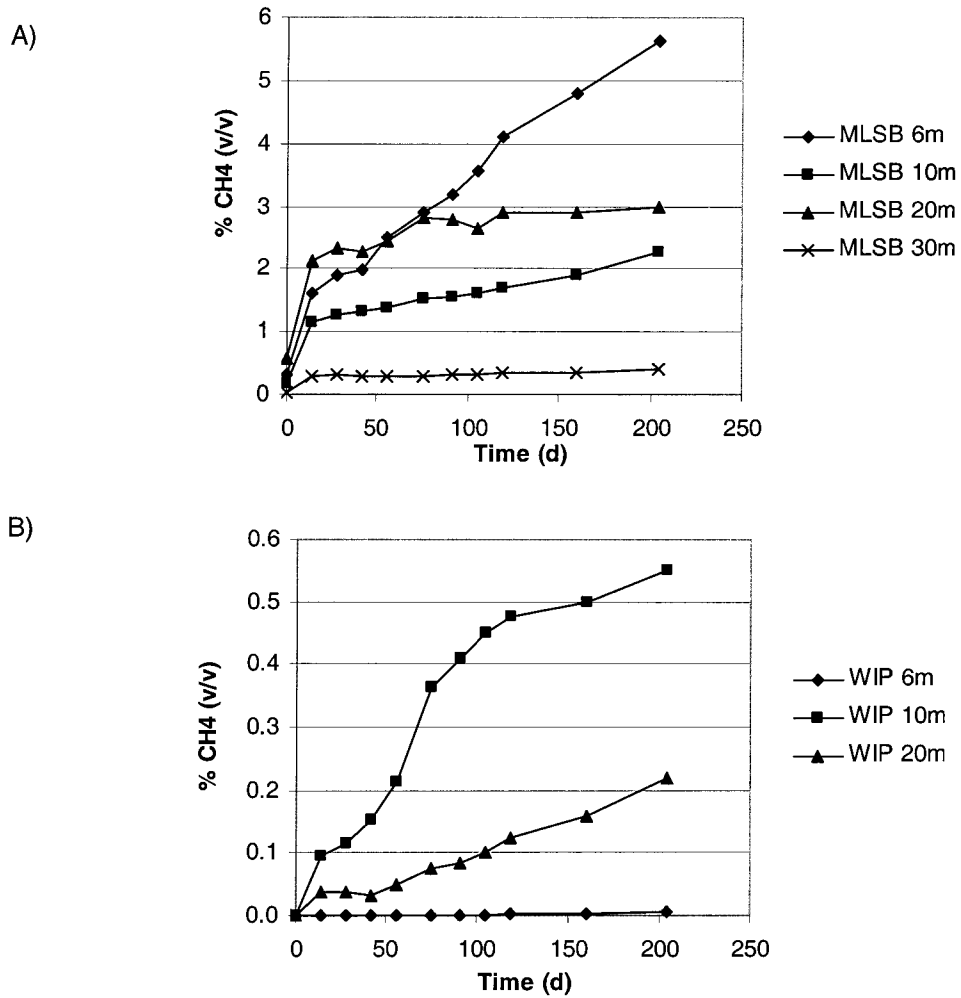 A)
% CH4 (v/v)
6
5
4
3
2
1
0
0 50 100 150 200 250
Time (d)
MLSB 6m
MLSB 10m
MLSB 20m
MLSB 30m
B)
% CH4 (v/v)
0.6
0.5
0.4
0.3
0.2
0.1
0.0
0 50 100 150 200 250
Time (d)
WIP 6m
WIP 10m
WIP 20m